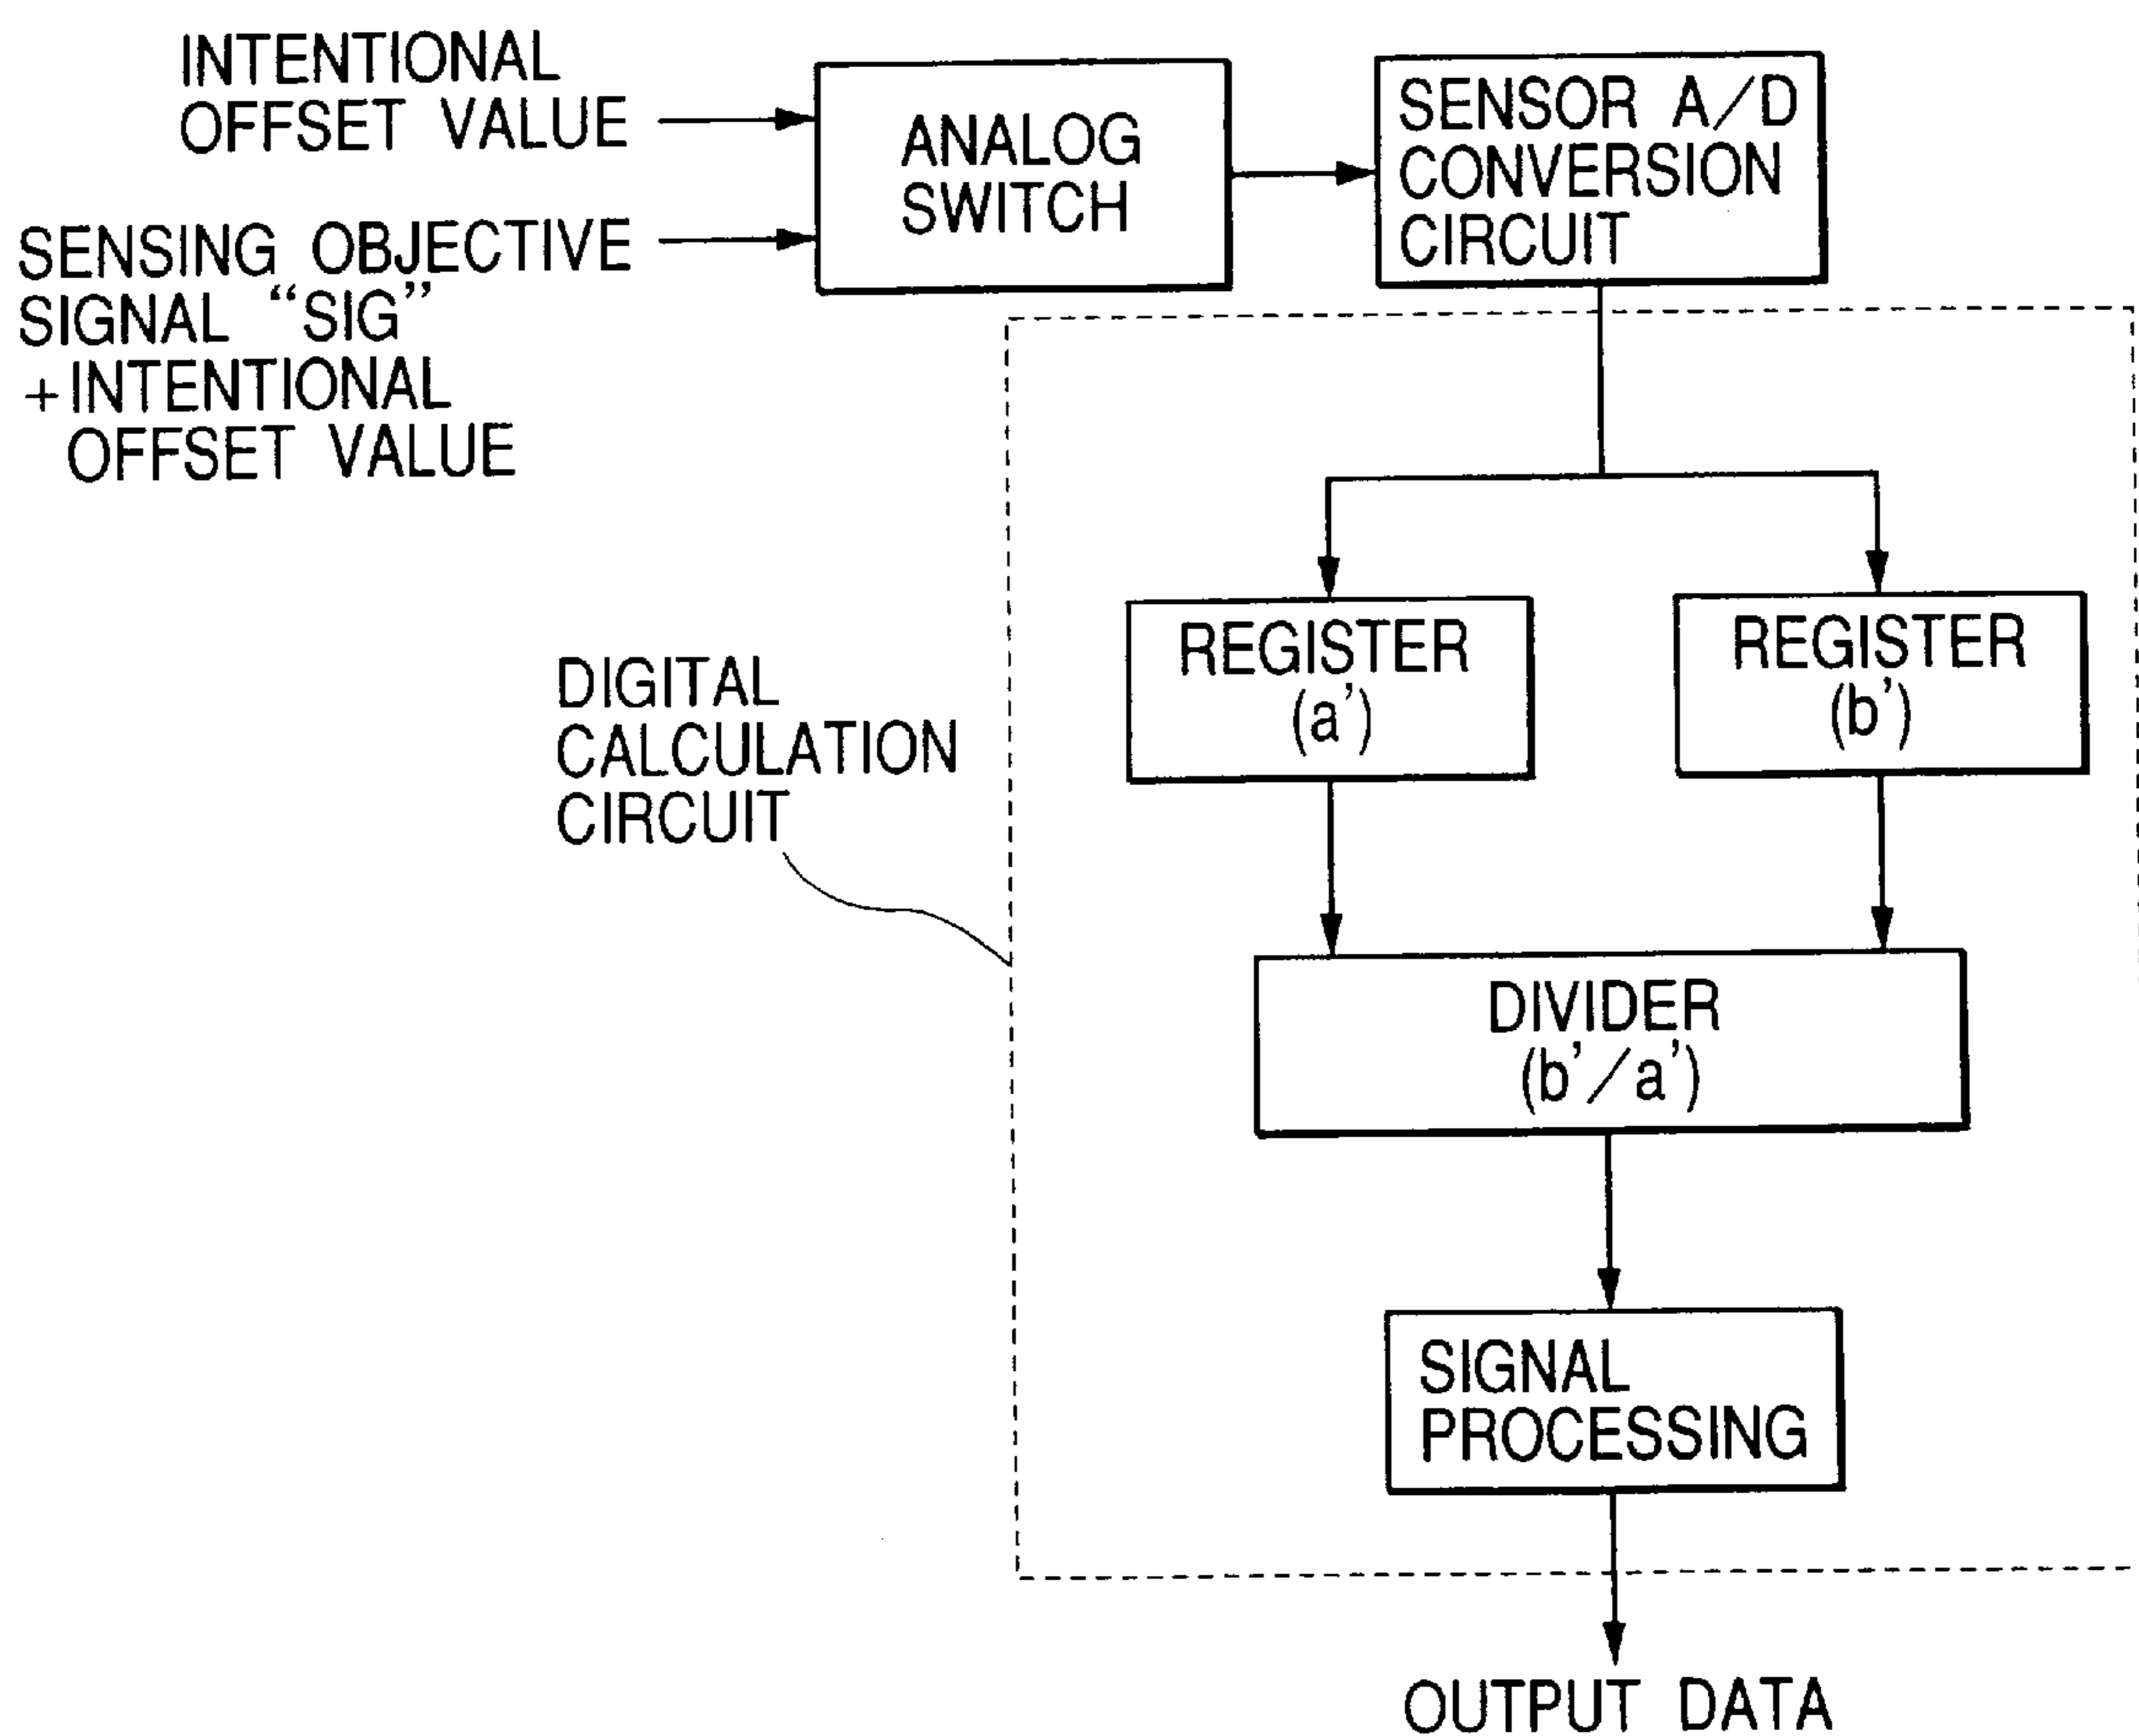 INTENTIONAL
OFFSET VALUE
SENSING OBJECTIVE
SIGNAL “SIG”
+INTENTIONAL
OFFSET VALUE
ANALOG
SWITCH
SENSOR A/D
CONVERSION
CIRCUIT
DIGITAL
CALCULATION
CIRCUIT
REGISTER
(a’)
REGISTER
(b’)
DIVIDER
(b’/a’)
SIGNAL
PROCESSING
OUTPUT DATA